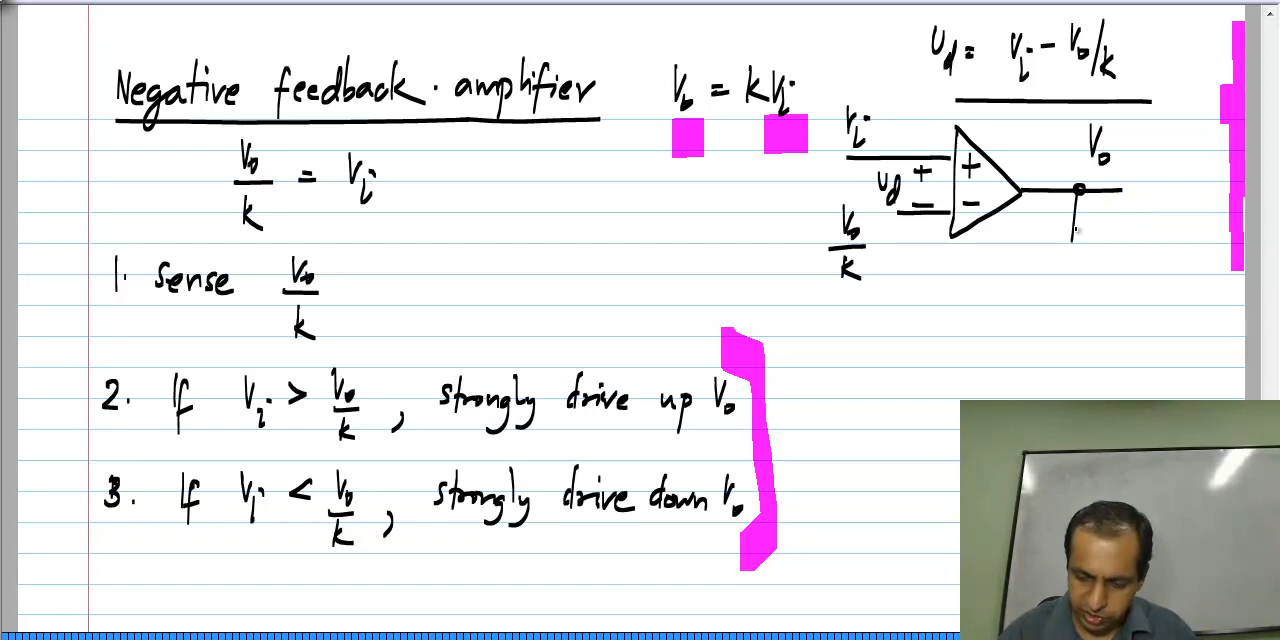 Negative feedback amplifier
Vo = kVi
Vo/k = Vi
1. Sense Vo/k
2. If Vi > Vo/k, strongly drive up Vo
3. If Vi < Vo/k, strongly drive down Vo
Vd = Vi - Vo/k
Vi
Vd + -
+ -
Vo/k
Vo